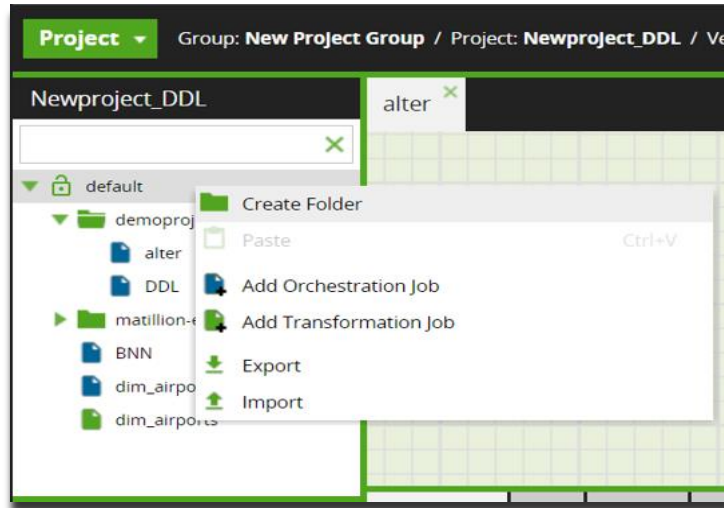 Project Group: New Project Group / Project: Newproject_DDL / Ve
Newproject_DDL
alter
default
Create Folder
demoproj
Paste Ctrl+V
alter
DDL
Add Orchestration Job
matillion-e
Add Transformation Job
BNN
Export
dim_airpo
Import
dim_airports